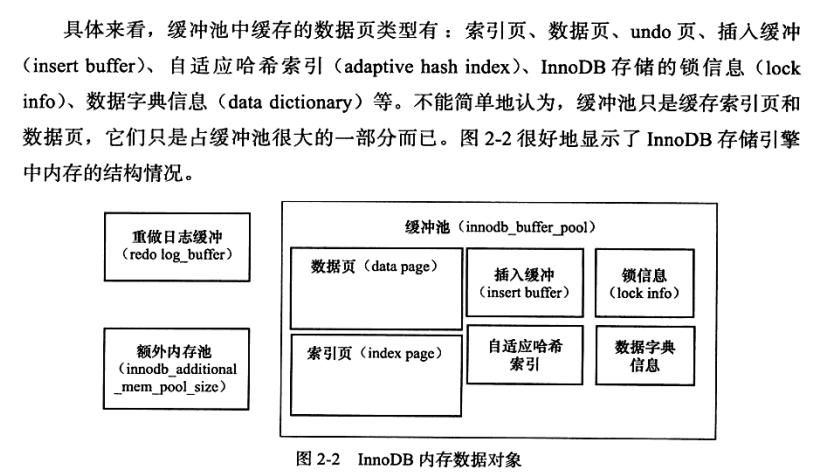 具体来看，缓冲池中缓存的数据页类型有：索引页、数据页、undo 页、插入缓冲
（insert buffer）、自适应哈希索引（adaptive hash index）、InnoDB 存储的锁信息（lock
info）、数据字典信息（data dictionary）等。不能简单地认为，缓冲池只是缓存索引页和
数据页，它们只是占缓冲池很大的一部分而已。图 2-2 很好地显示了 InnoDB 存储引擎
中内存的结构情况。
重做日志缓冲
（redo log_buffer）
额外内存池
（innodb_additional
_mem_pool_size）
缓冲池（innodb_buffer_pool）
数据页（data page）
插入缓冲
（insert buffer）
锁信息
（lock info）
索引页（index page）
自适应哈希
索引
数据字典
信息
图 2-2 InnoDB 内存数据对象